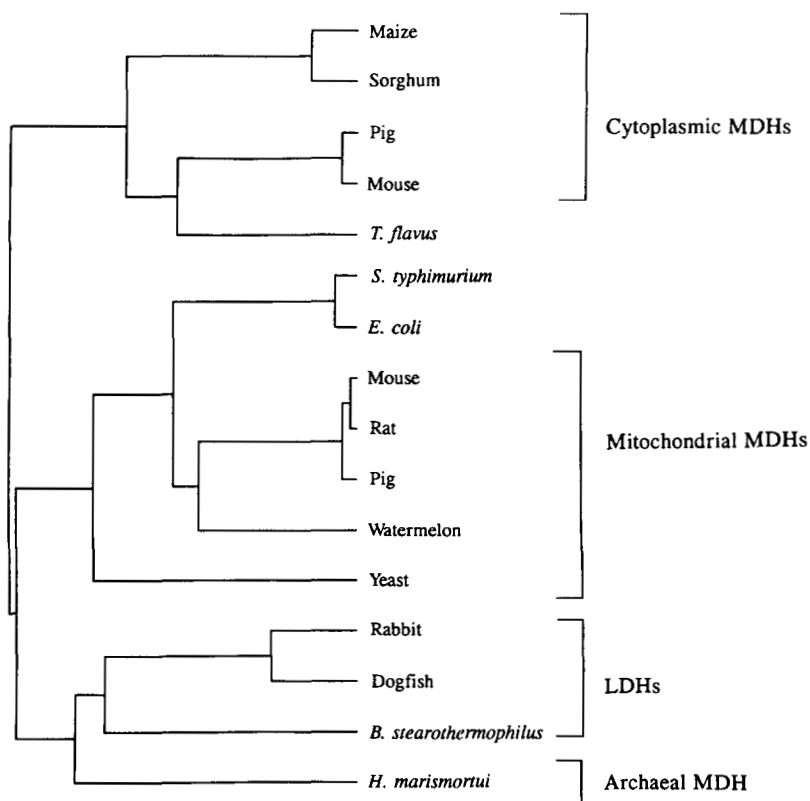 Maize
Sorghum
Pig
Mouse
T. flavus
Cytoplasmic MDHs
S. typhimurium
E. coli
Mouse
Rat
Pig
Watermelon
Yeast
Mitochondrial MDHs
Rabbit
Dogfish
B. stearothermophilus
LDHs
H. marismortui
Archaeal MDH